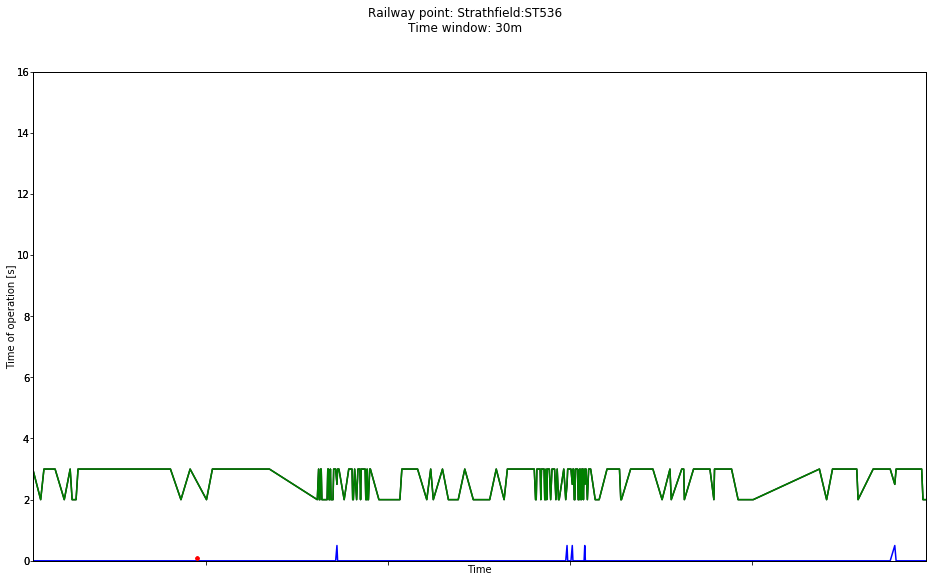 Railway point: Strathfield:ST536
Time window: 30m
16
14
12
10
8
6
4
2
0
Time of operation [s]
Time